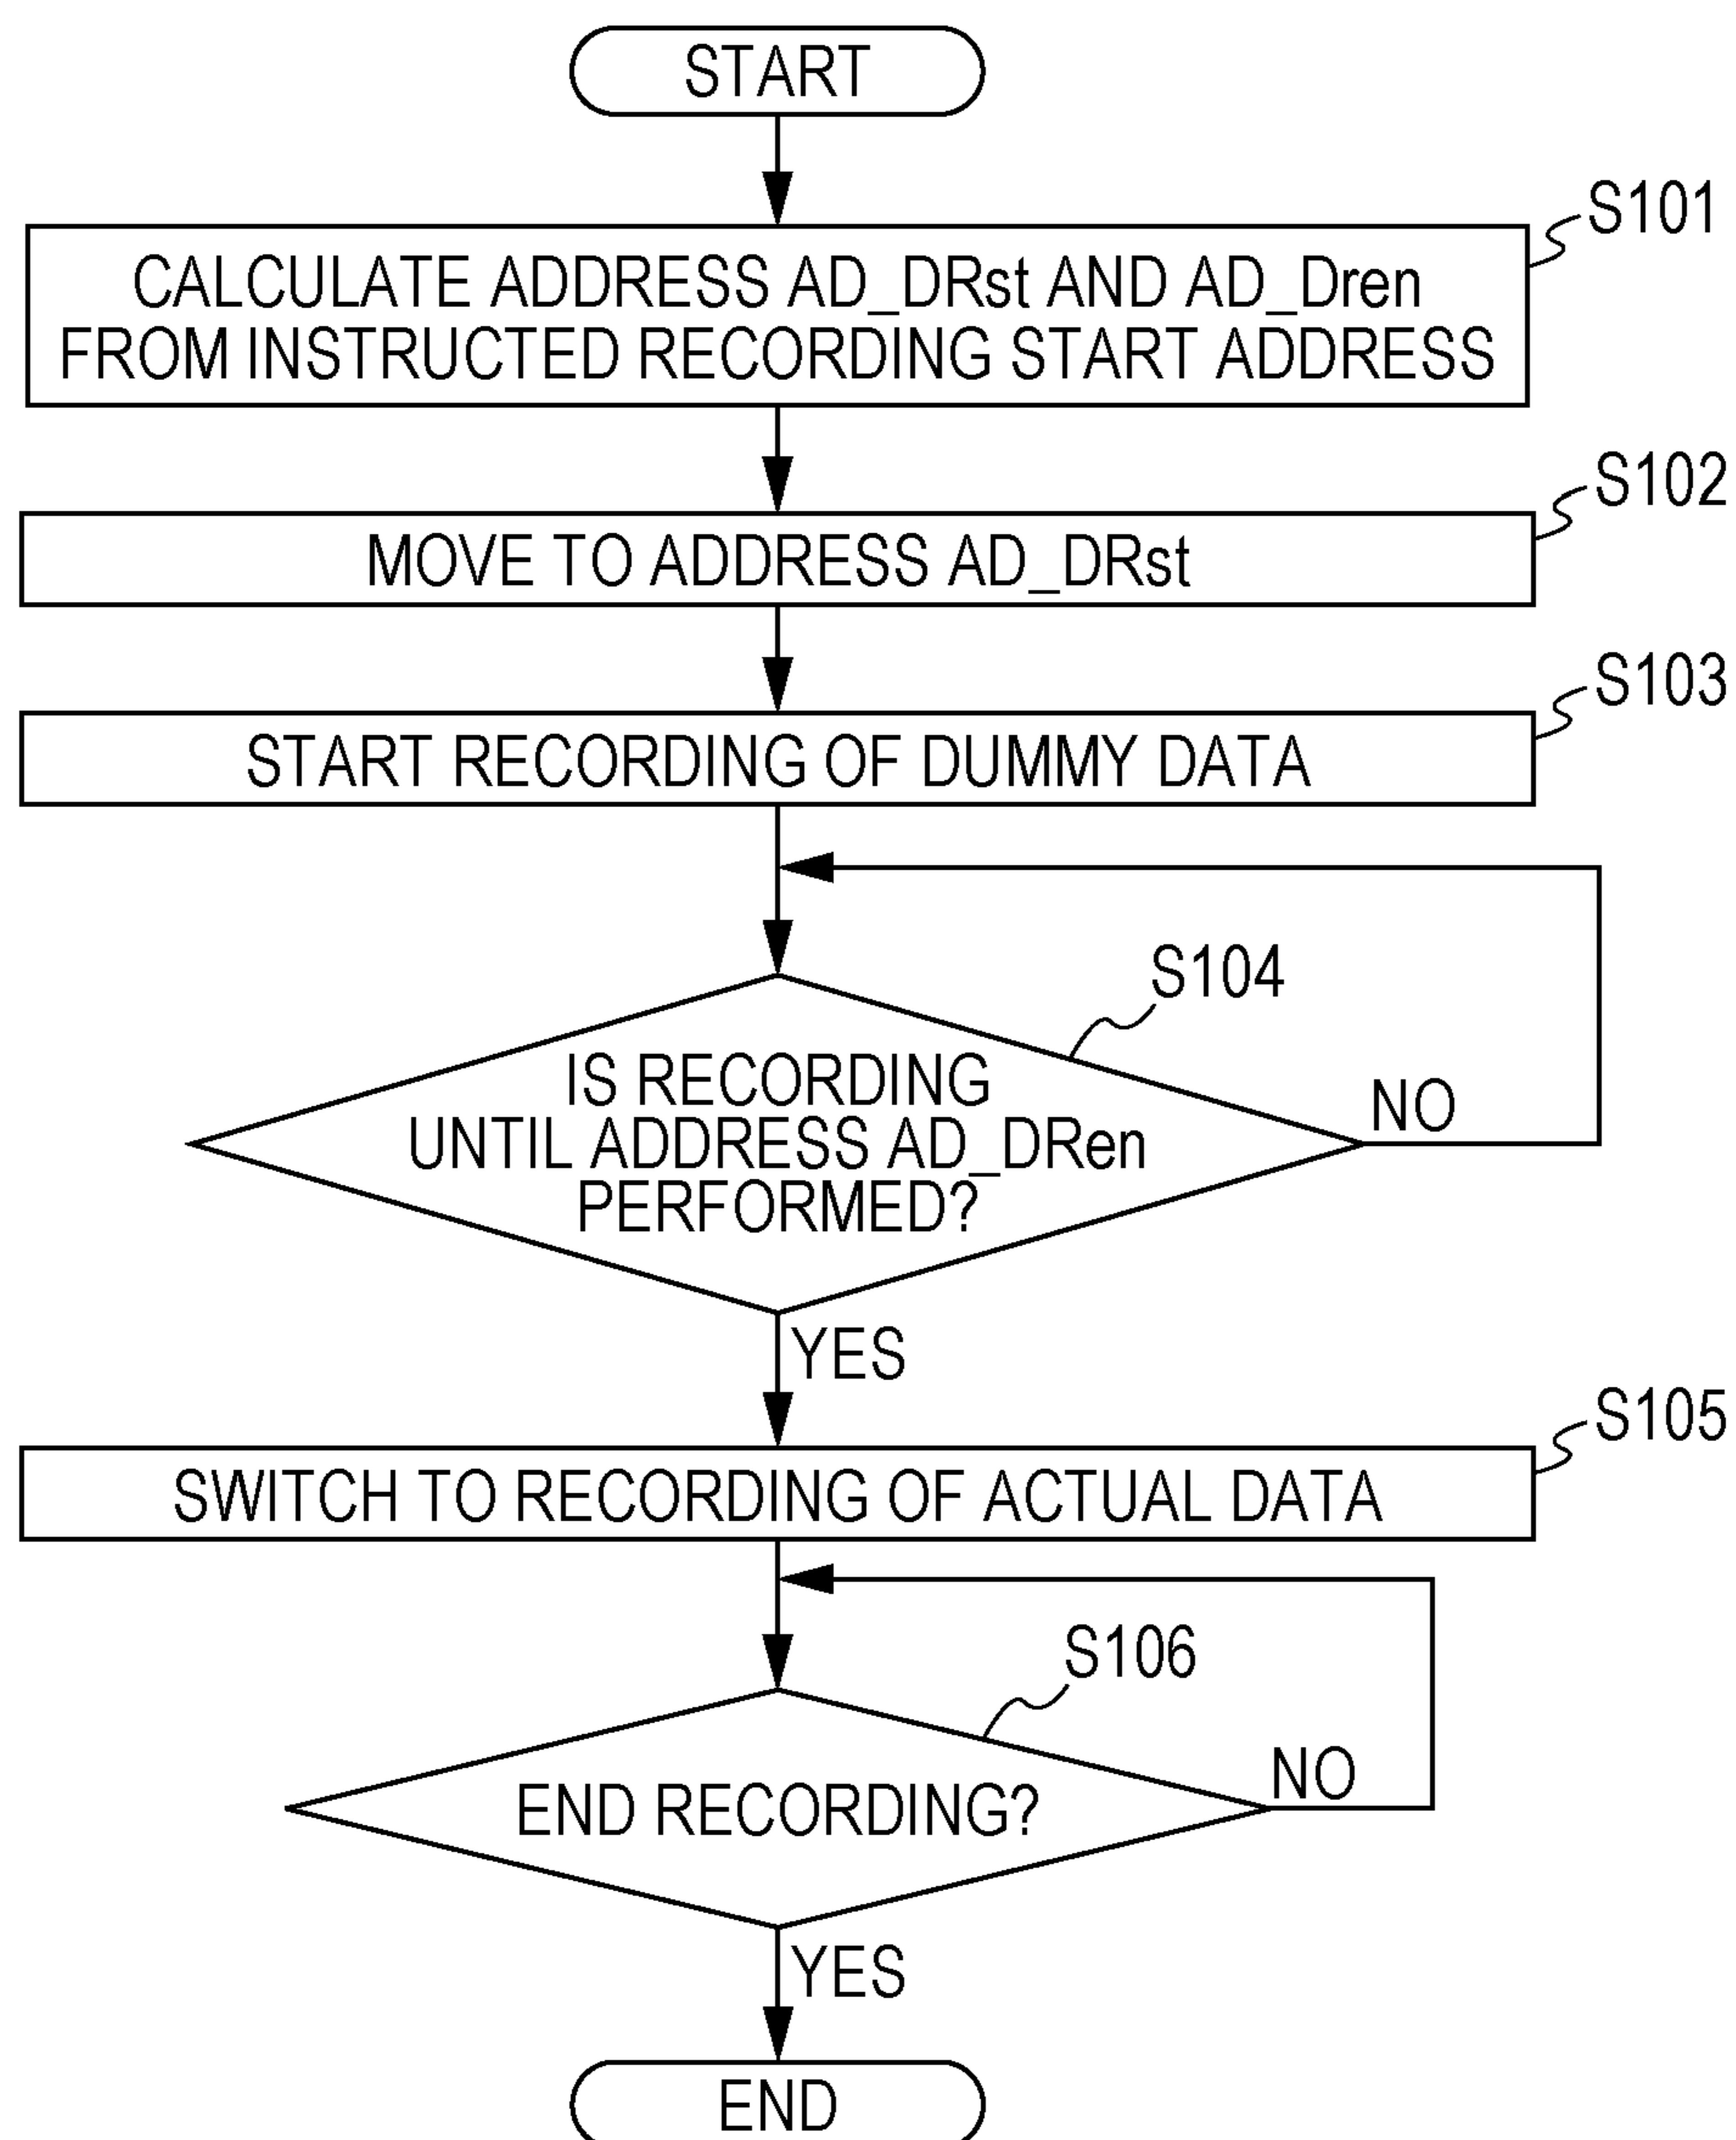 START
S101
CALCULATE ADDRESS AD_DRst AND AD_Dren
FROM INSTRUCTED RECORDING START ADDRESS
S102
MOVE TO ADDRESS AD_DRst
S103
START RECORDING OF DUMMY DATA
S104
IS RECORDING
UNTIL ADDRESS AD_DRen
PERFORMED?
NO
YES
S105
SWITCH TO RECORDING OF ACTUAL DATA
S106
END RECORDING?
NO
YES
END